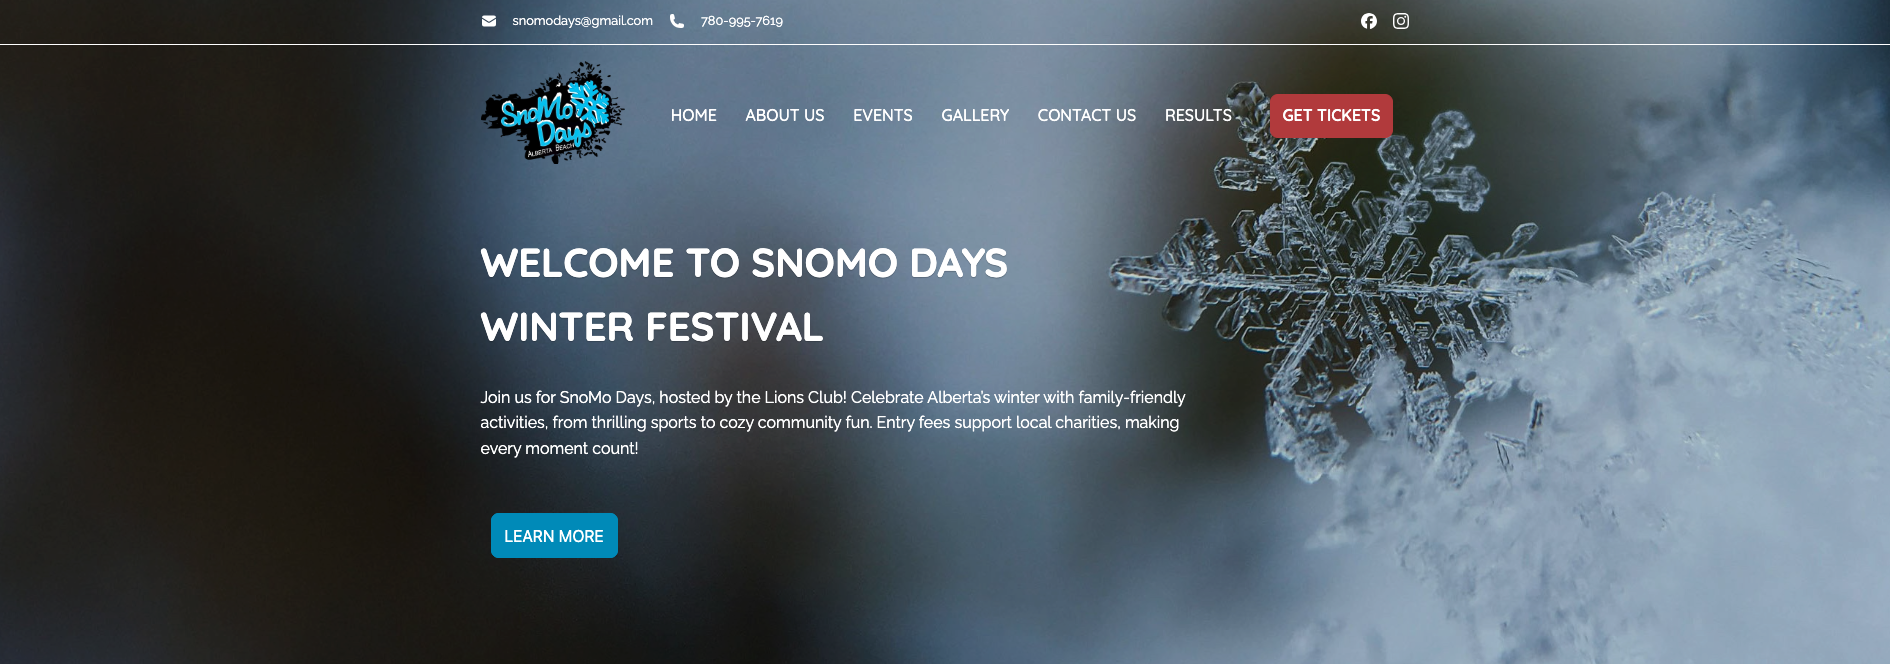 snomodays@gmail.com 780-995-7619
SnoMo
Days
ALBERTA BEACH
HOME ABOUT US EVENTS GALLERY CONTACT US RESULTS GET TICKETS
WELCOME TO SNOMO DAYS
WINTER FESTIVAL
Join us for SnoMo Days, hosted by the Lions Club! Celebrate Alberta's winter with family-friendly
activities, from thrilling sports to cozy community fun. Entry fees support local charities, making
every moment count!
LEARN MORE